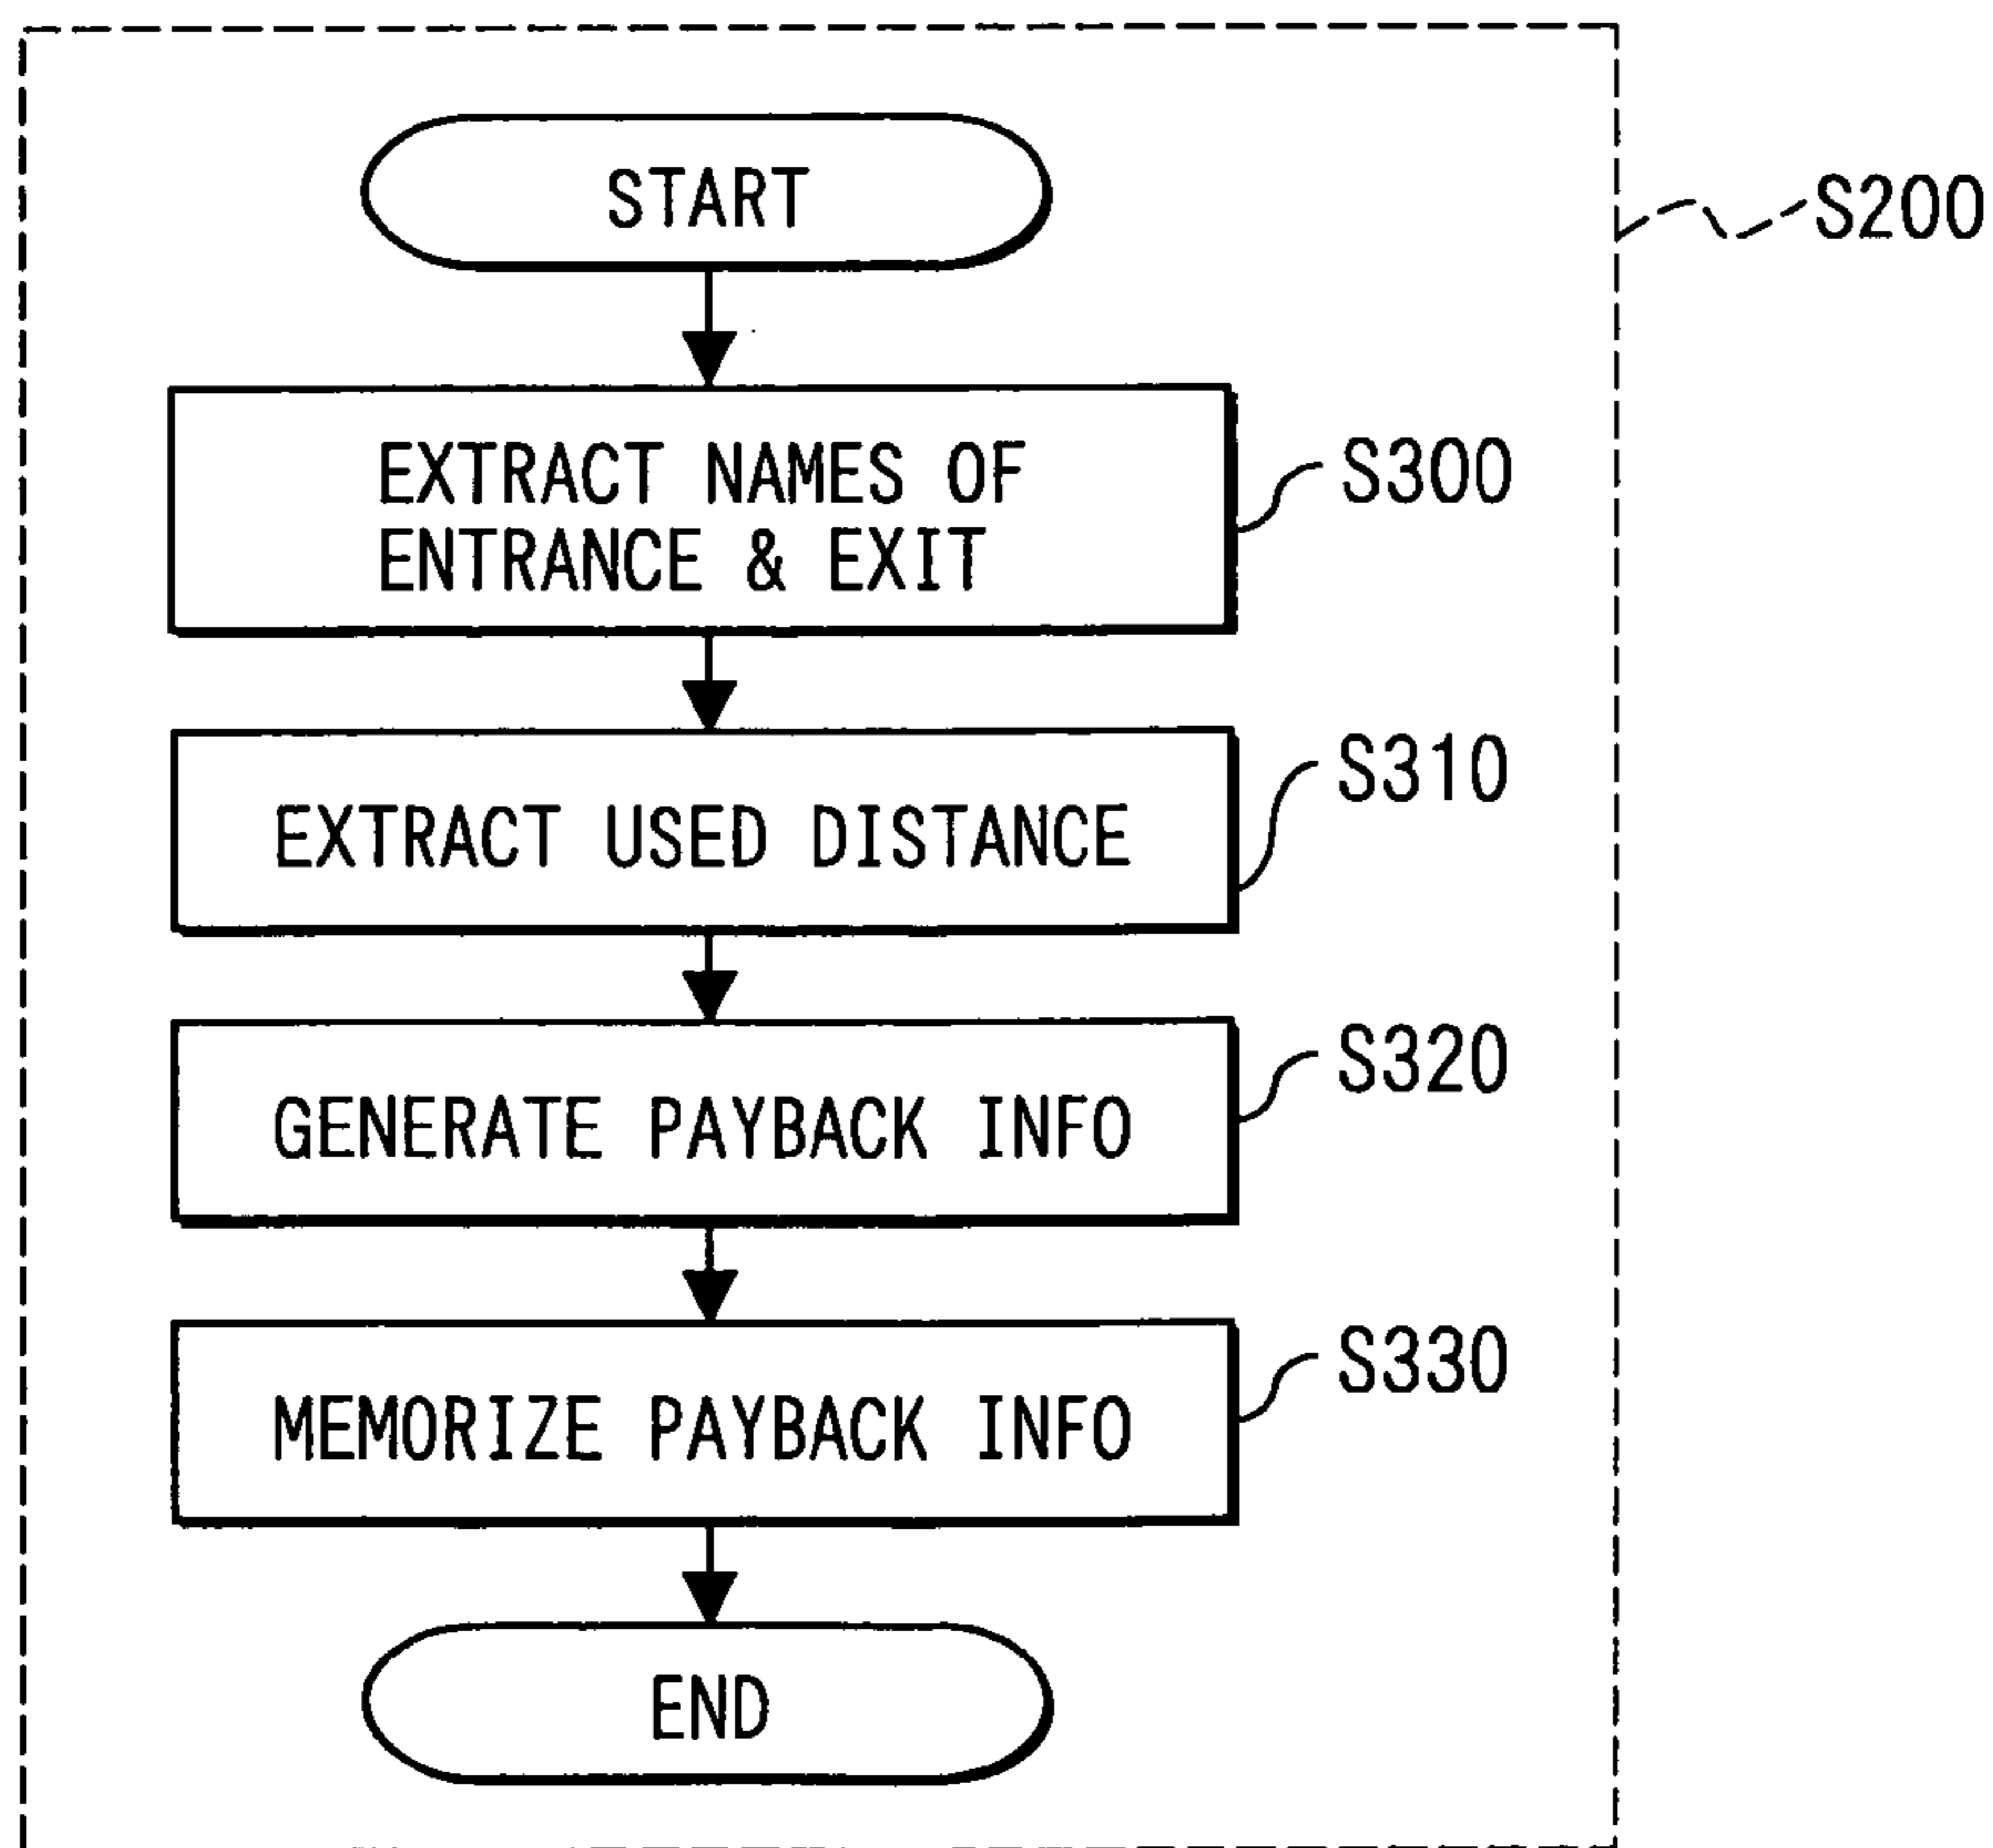 START
S200
EXTRACT NAMES OF
ENTRANCE & EXIT
S300
EXTRACT USED DISTANCE
S310
GENERATE PAYBACK INFO
S320
MEMORIZE PAYBACK INFO
S330
END